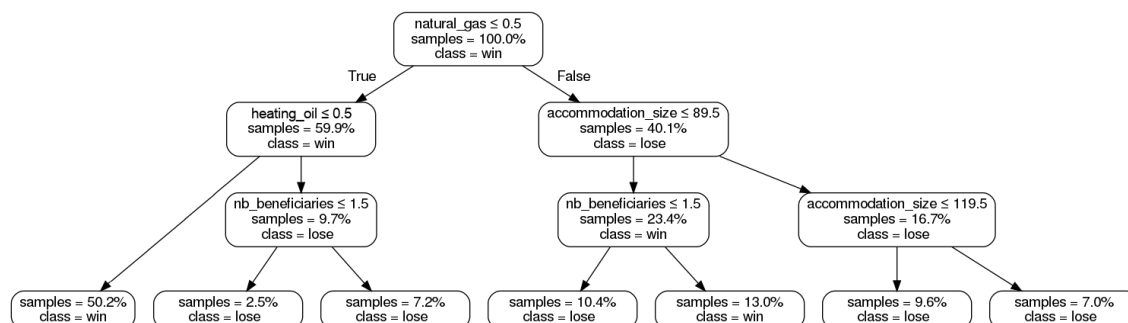 natural_gas ≤ 0.5
samples = 100.0%
class = win
True
False
heating_oil ≤ 0.5
samples = 59.9%
class = win
accommodation_size ≤ 89.5
samples = 40.1%
class = lose
nb_beneficiaries ≤ 1.5
samples = 9.7%
class = lose
nb_beneficiaries ≤ 1.5
samples = 23.4%
class = win
accommodation_size ≤ 119.5
samples = 16.7%
class = lose
samples = 50.2%
class = win
samples = 2.5%
class = lose
samples = 7.2%
class = lose
samples = 10.4%
class = lose
samples = 13.0%
class = win
samples = 9.6%
class = lose
samples = 7.0%
class = lose